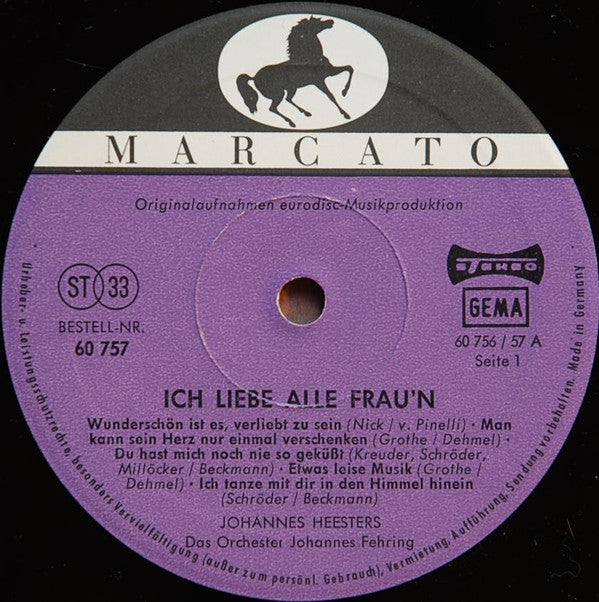 MARCATO
Originalaufnahmen eurodisc-Musikproduktion
ST 33
BESTELL-NR.
60 757
STEREO
GEMA
60 756 / 57 A
Seite 1
ICH LIEBE ALLE FRAU'N
Wunderschön ist es, verliebt zu sein (Nick / v. Pinelli) · Man
kann sein Herz nur einmal verschenken (Grothe / Dehmel) ·
Du hast mich noch nie so geküßt (Kreuder, Schröder,
Millöcker / Beckmann) · Etwas leise Musik (Grothe /
Dehmel) · Ich tanze mit dir in den Himmel hinein
(Schröder / Beckmann)
JOHANNES HEESTERS
Das Orchester Johannes Fehring
Urheber- u. Leistungsschutzrechte, besonders Vervielfältigung (außer zum persönl. Gebrauch), Vermietung, Aufführung, Sendung vorbehalten. Made in Germany